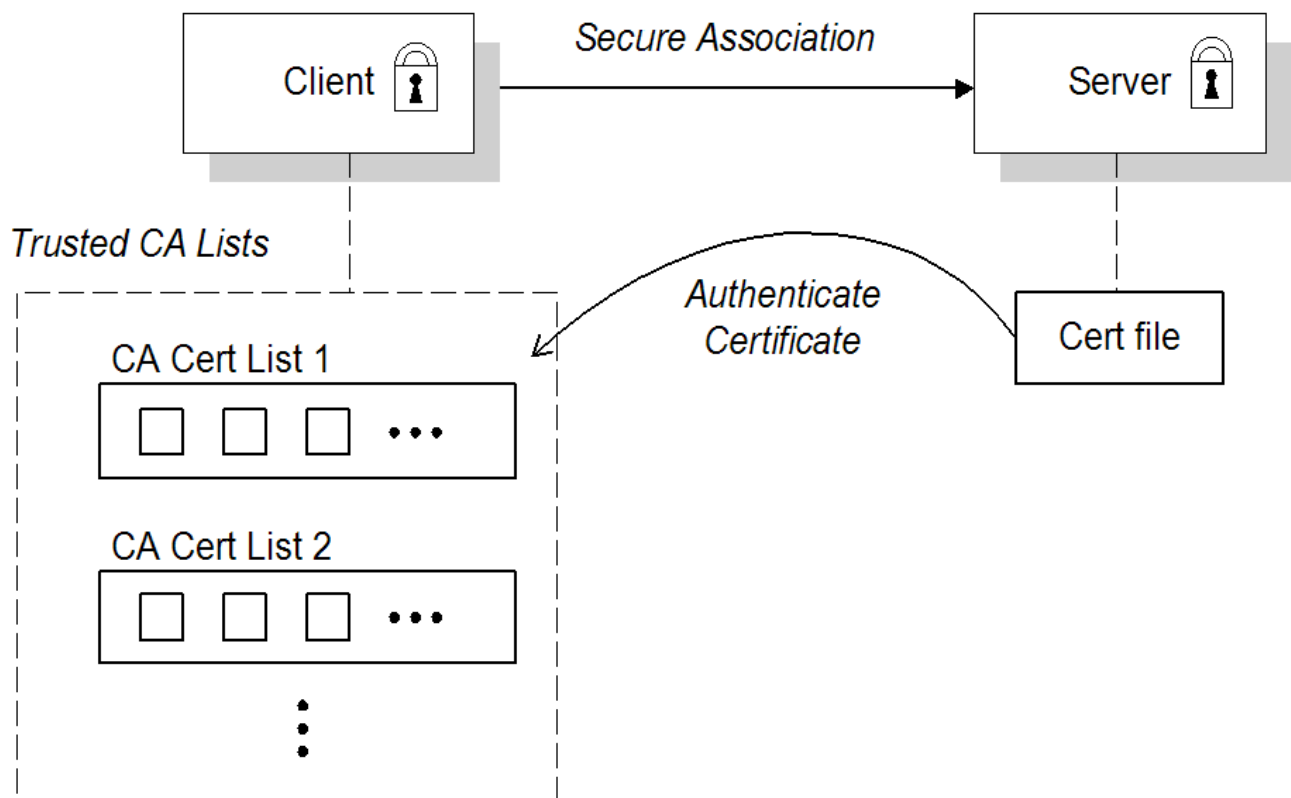 Secure Association
Client
Server
Trusted CA Lists
Authenticate
Certificate
Cert file
CA Cert List 1
CA Cert List 2